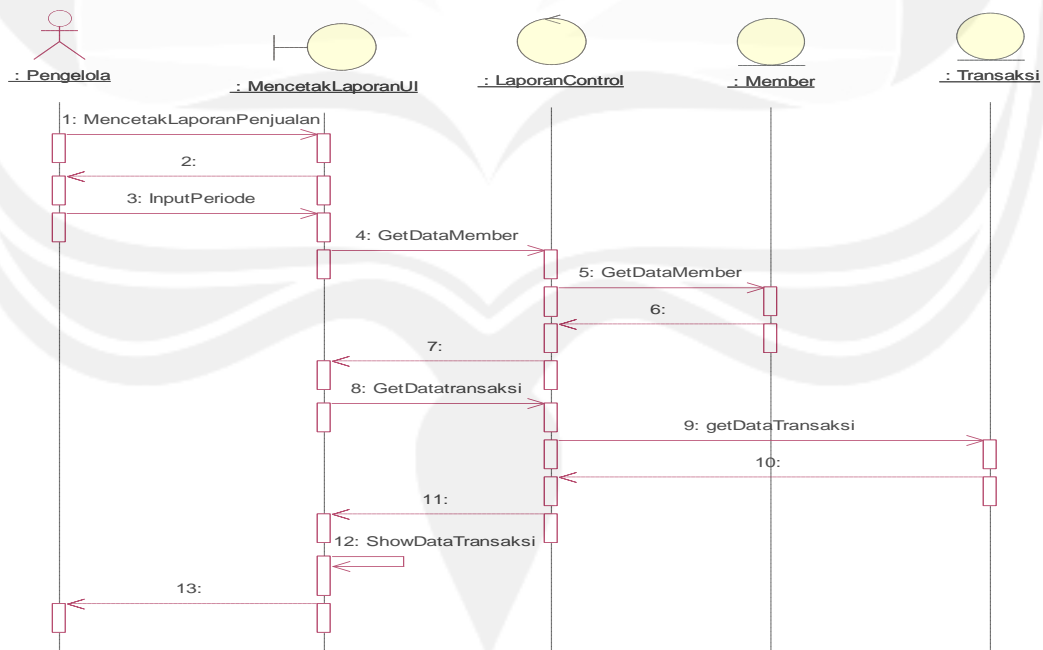 : Pengelola
: MencetakLaporanUI
: LaporanControl
: Member
: Transaksi
1: MencetakLaporanPenjualan
2:
3: InputPeriode
4: GetDataMember
5: GetDataMember
6:
7:
8: GetDatatransaksi
9: getDataTransaksi
10:
11:
12: ShowDataTransaksi
13: